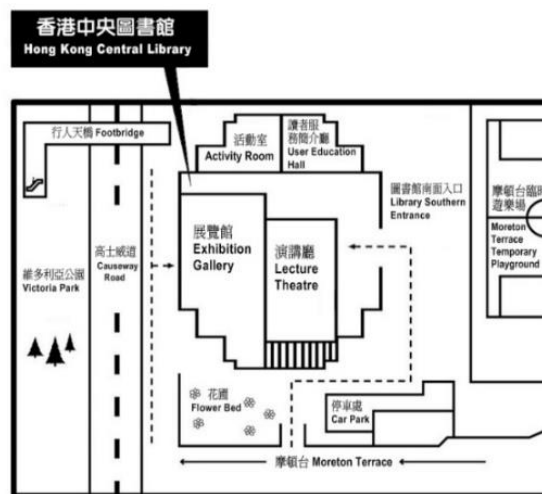 香港中央圖書館
Hong Kong Central Library
行人天橋 Footbridge
活動室
Activity Room
讀者服
務簡介廳
User Education
Hall
圖書館南面入口
Library Southern
Entrance
摩頓台臨時
遊樂場
Moreton
Terrace
Temporary
Playground
展覽館
Exhibition
Gallery
演講廳
Lecture
Theatre
高士威道
Causeway
Road
維多利亞公園
Victoria Park
花園
Flower Bed
停車處
Car Park
摩頓台 Moreton Terrace